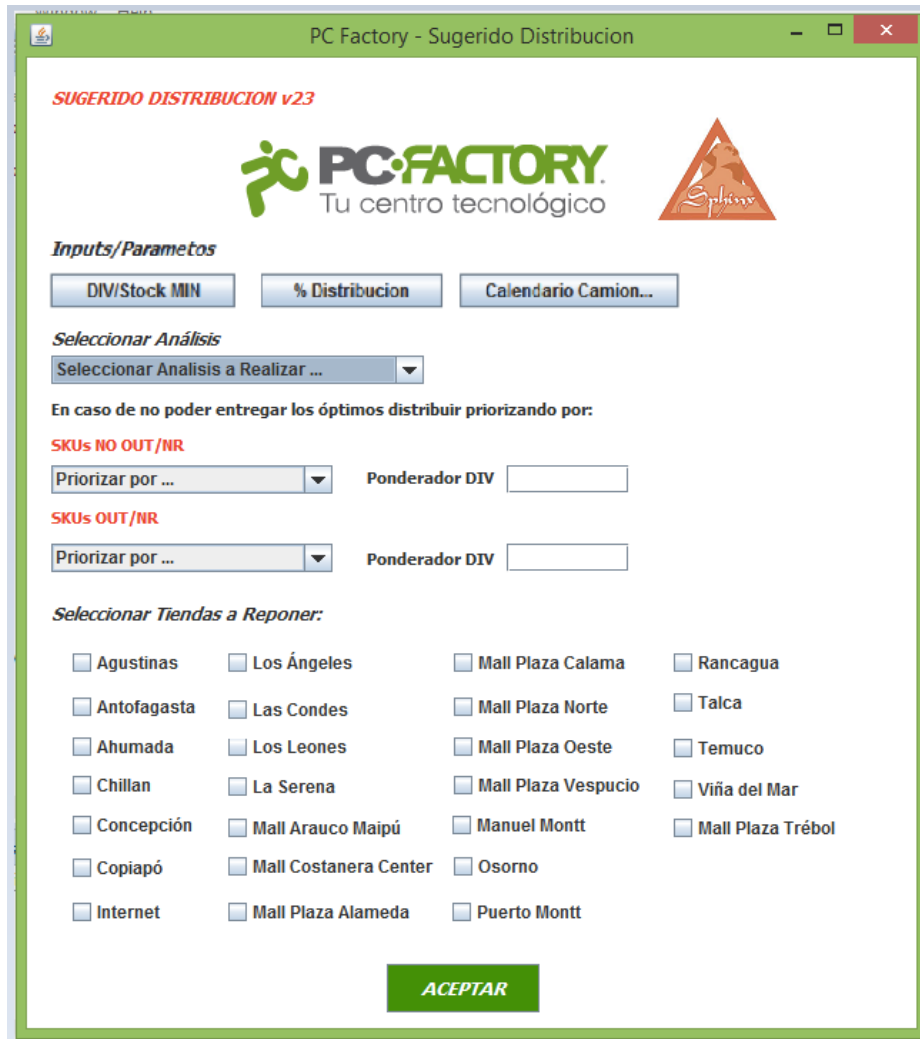 Window Help
PC Factory - Sugerido Distribucion
SUGERIDO DISTRIBUCION v23
PC·FACTORY.
Tu centro tecnológico
Sphinx
Inputs/Parametos
DIV/Stock MIN % Distribucion Calendario Camion...
Seleccionar Análisis
Seleccionar Analisis a Realizar ...
En caso de no poder entregar los óptimos distribuir priorizando por:
SKUs NO OUT/NR
Priorizar por ... Ponderador DIV
SKUs OUT/NR
Priorizar por ... Ponderador DIV
Seleccionar Tiendas a Reponer:
Agustinas Los Ángeles Mall Plaza Calama Rancagua
Antofagasta Las Condes Mall Plaza Norte Talca
Ahumada Los Leones Mall Plaza Oeste Temuco
Chillan La Serena Mall Plaza Vespucio Viña del Mar
Concepción Mall Arauco Maipú Manuel Montt Mall Plaza Trébol
Copiapó Mall Costanera Center Osorno
Internet Mall Plaza Alameda Puerto Montt
ACEPTAR